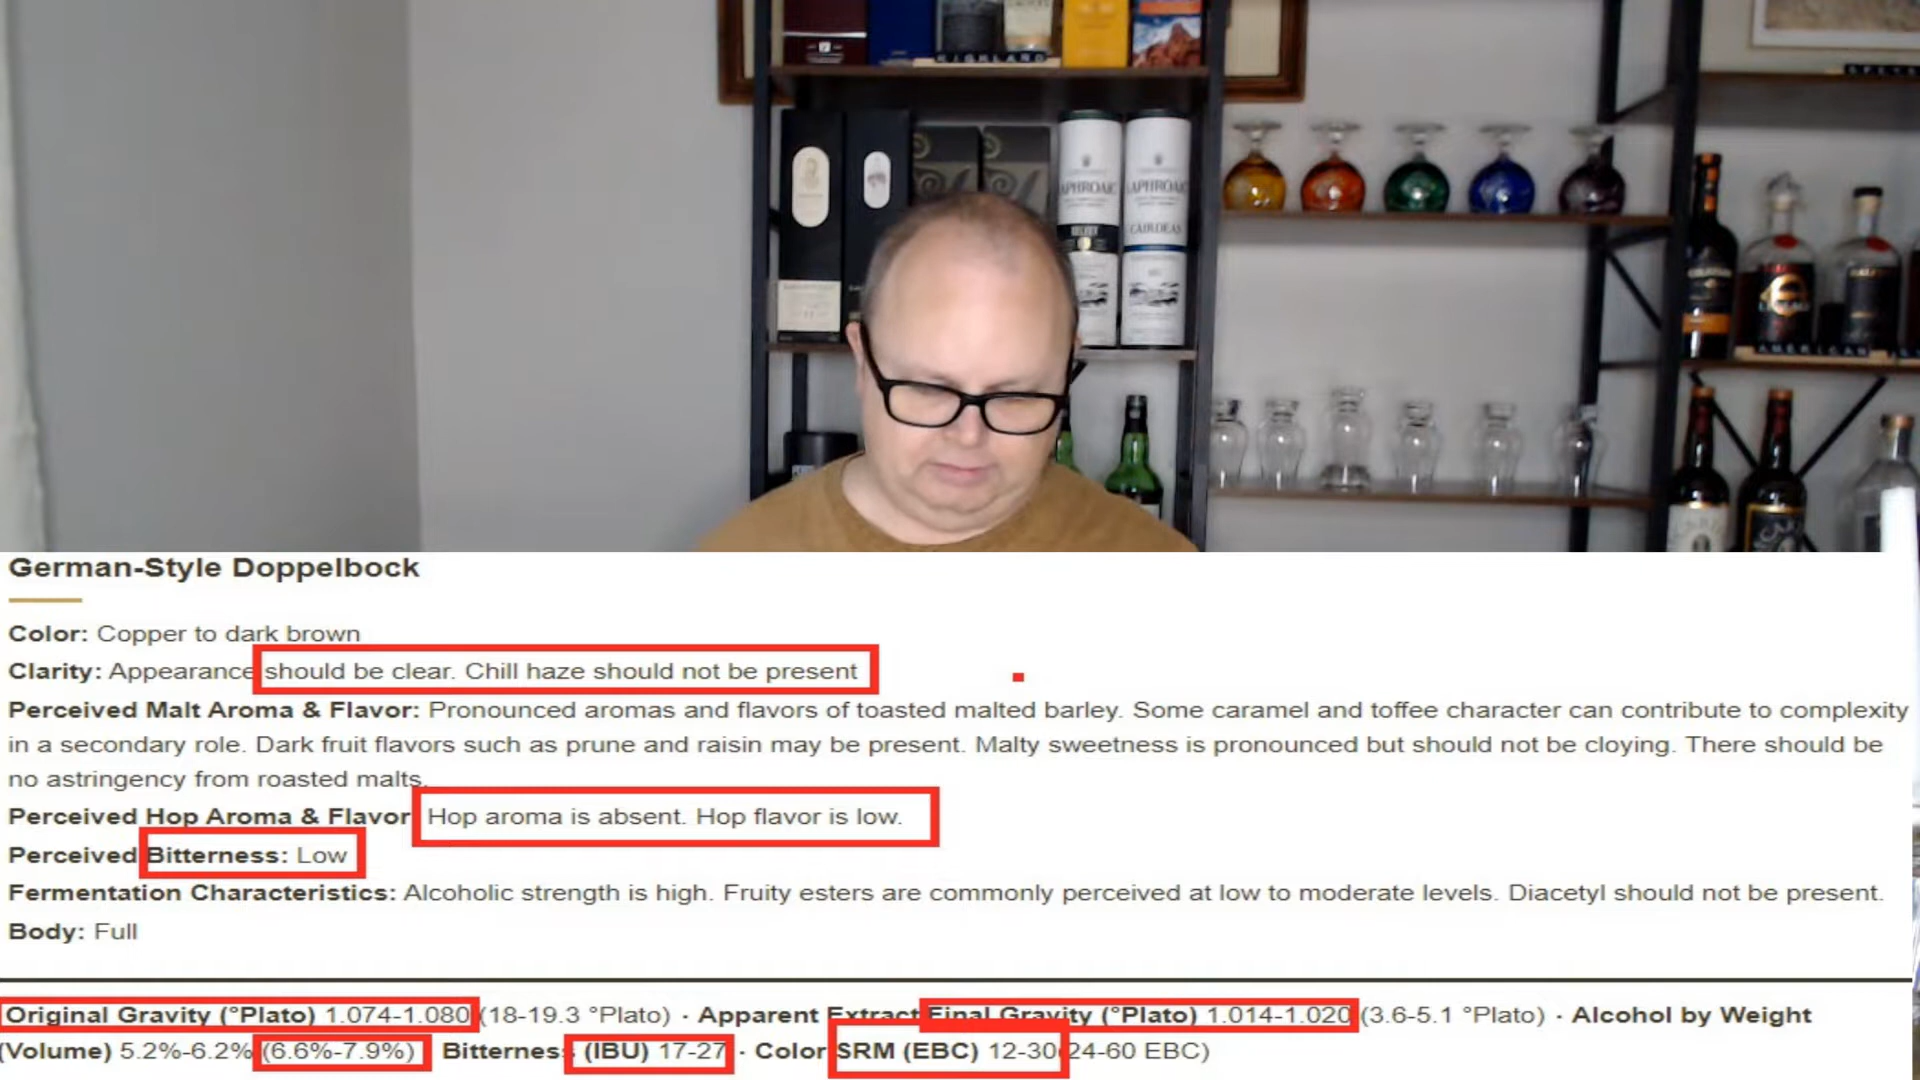 HIGHLAND
LAPHROAIG
LAPHROAIG
CAIRDEAS
AMERICAN
German-Style Doppelbock
Color: Copper to dark brown
Clarity: Appearance should be clear. Chill haze should not be present
Perceived Malt Aroma & Flavor: Pronounced aromas and flavors of toasted malted barley. Some caramel and toffee character can contribute to complexity
in a secondary role. Dark fruit flavors such as prune and raisin may be present. Malty sweetness is pronounced but should not be cloying. There should be
no astringency from roasted malts.
Perceived Hop Aroma & Flavor Hop aroma is absent. Hop flavor is low.
Perceived Bitterness: Low
Fermentation Characteristics: Alcoholic strength is high. Fruity esters are commonly perceived at low to moderate levels. Diacetyl should not be present.
Body: Full
Original Gravity (°Plato) 1.074-1.080 (18-19.3 °Plato) · Apparent Extract Final Gravity (°Plato) 1.014-1.020 (3.6-5.1 °Plato) · Alcohol by Weight
(Volume) 5.2%-6.2% (6.6%-7.9%) Bitterness (IBU) 17-27 · Color SRM (EBC) 12-30(24-60 EBC)